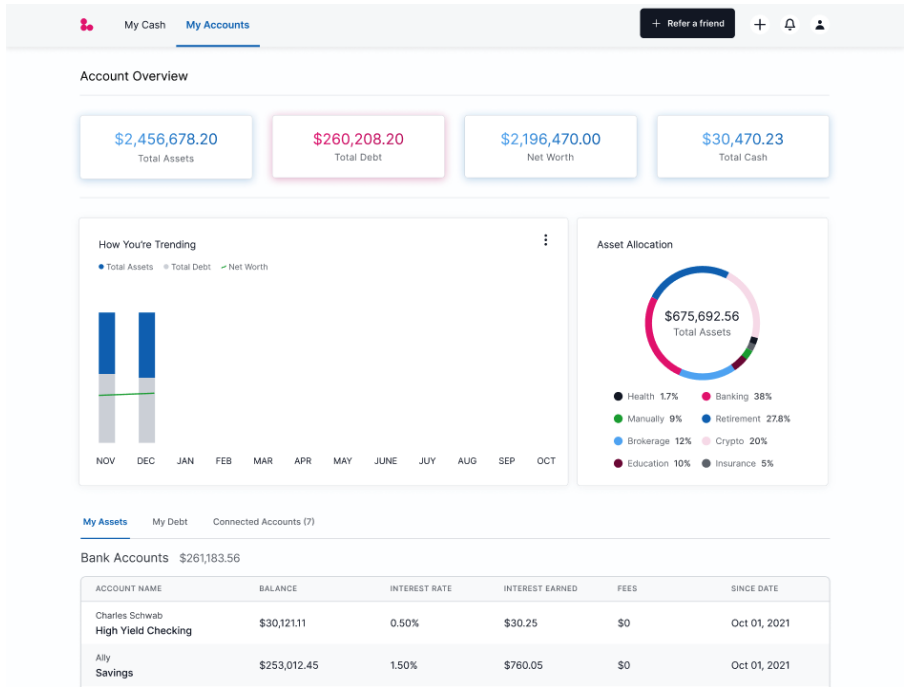 My Cash My Accounts + Refer a friend
Account Overview
$2,456,678.20 $260,208.20 $2,196,470.00 $30,470.23
Total Assets Total Debt Net Worth Total Cash
How You're Trending
Total Assets Total Debt Net Worth
NOV DEC JAN FEB MAR APR MAY JUNE JUY AUG SEP OCT
Asset Allocation
$675,692.56
Total Assets
Health 1.7% Banking 38%
Manually 9% Retirement 27.8%
Brokerage 12% Crypto 20%
Education 10% Insurance 5%
My Assets My Debt Connected Accounts (7)
Bank Accounts $261,183.56
ACCOUNT NAME BALANCE INTEREST RATE INTEREST EARNED FEES SINCE DATE
Charles Schwab
High Yield Checking $30,121.11 0.50% $30.25 $0 Oct 01, 2021
Ally
Savings $253,012.45 1.50% $760.05 $0 Oct 01, 2021